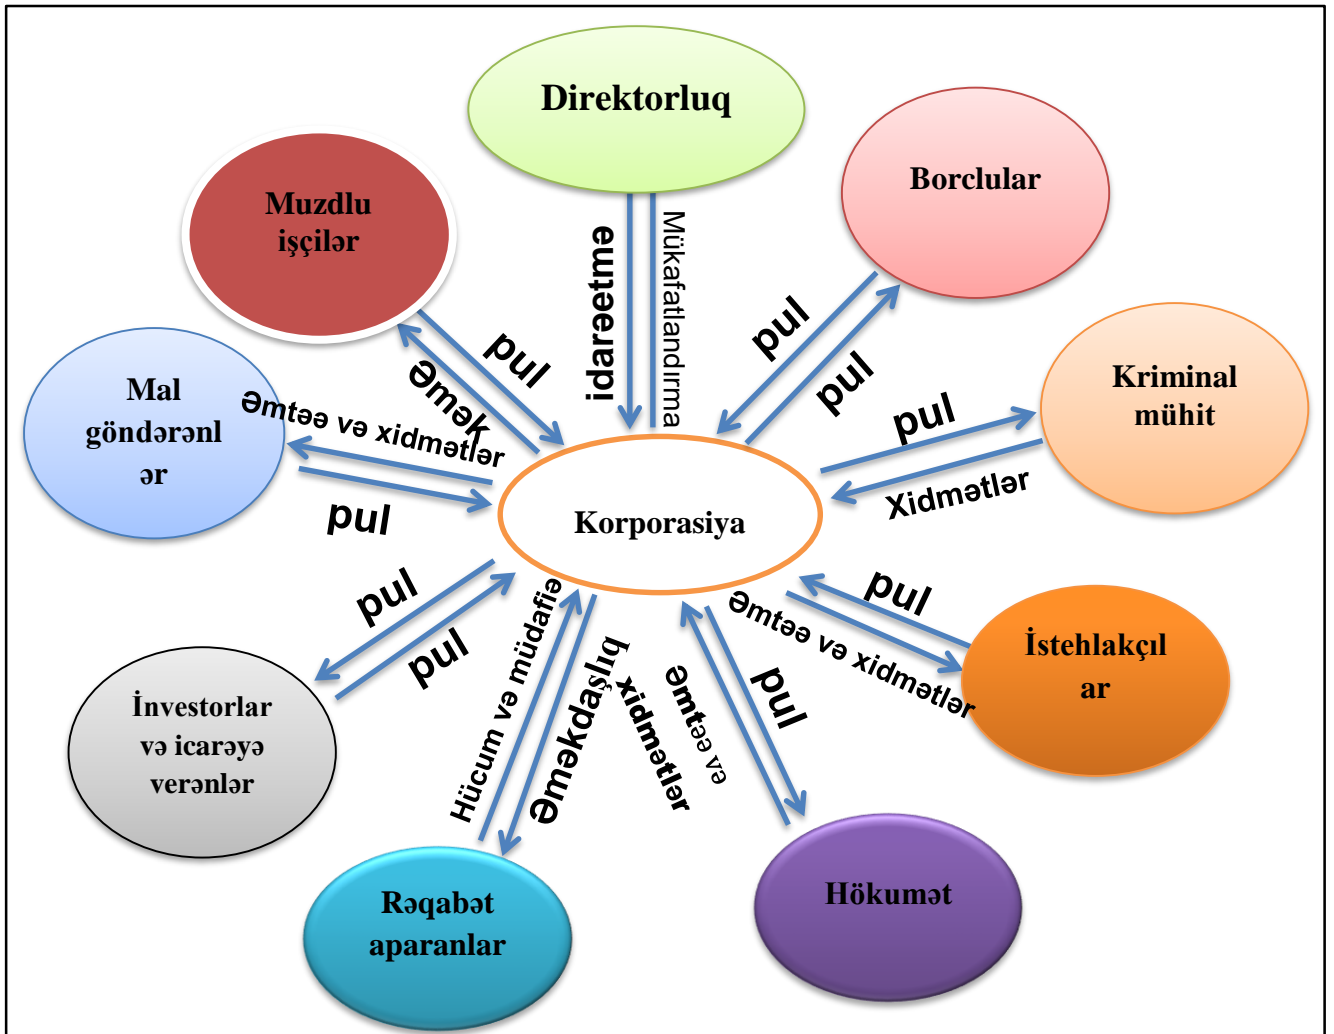 Direktorluq
Borclular
Muzdlu
işçilər
Kriminal
mühit
Mal
göndərənl
ər
İstehlakçıl
ar
İnvestorlar
və icarəyə
verənlər
Rəqabət
aparanlar
Hökumət
Korporasiya
idarəetmə
Mükafatlandırma
pul
pul
pul
Xidmətlər
pul
Əmtəə və xidmətlər
pul
Əmtəə və
xidmətlər
Əməkdaşlıq
Hücum və müdafiə
pul
pul
Əmtəə və xidmətlər
pul
pul
Əmək